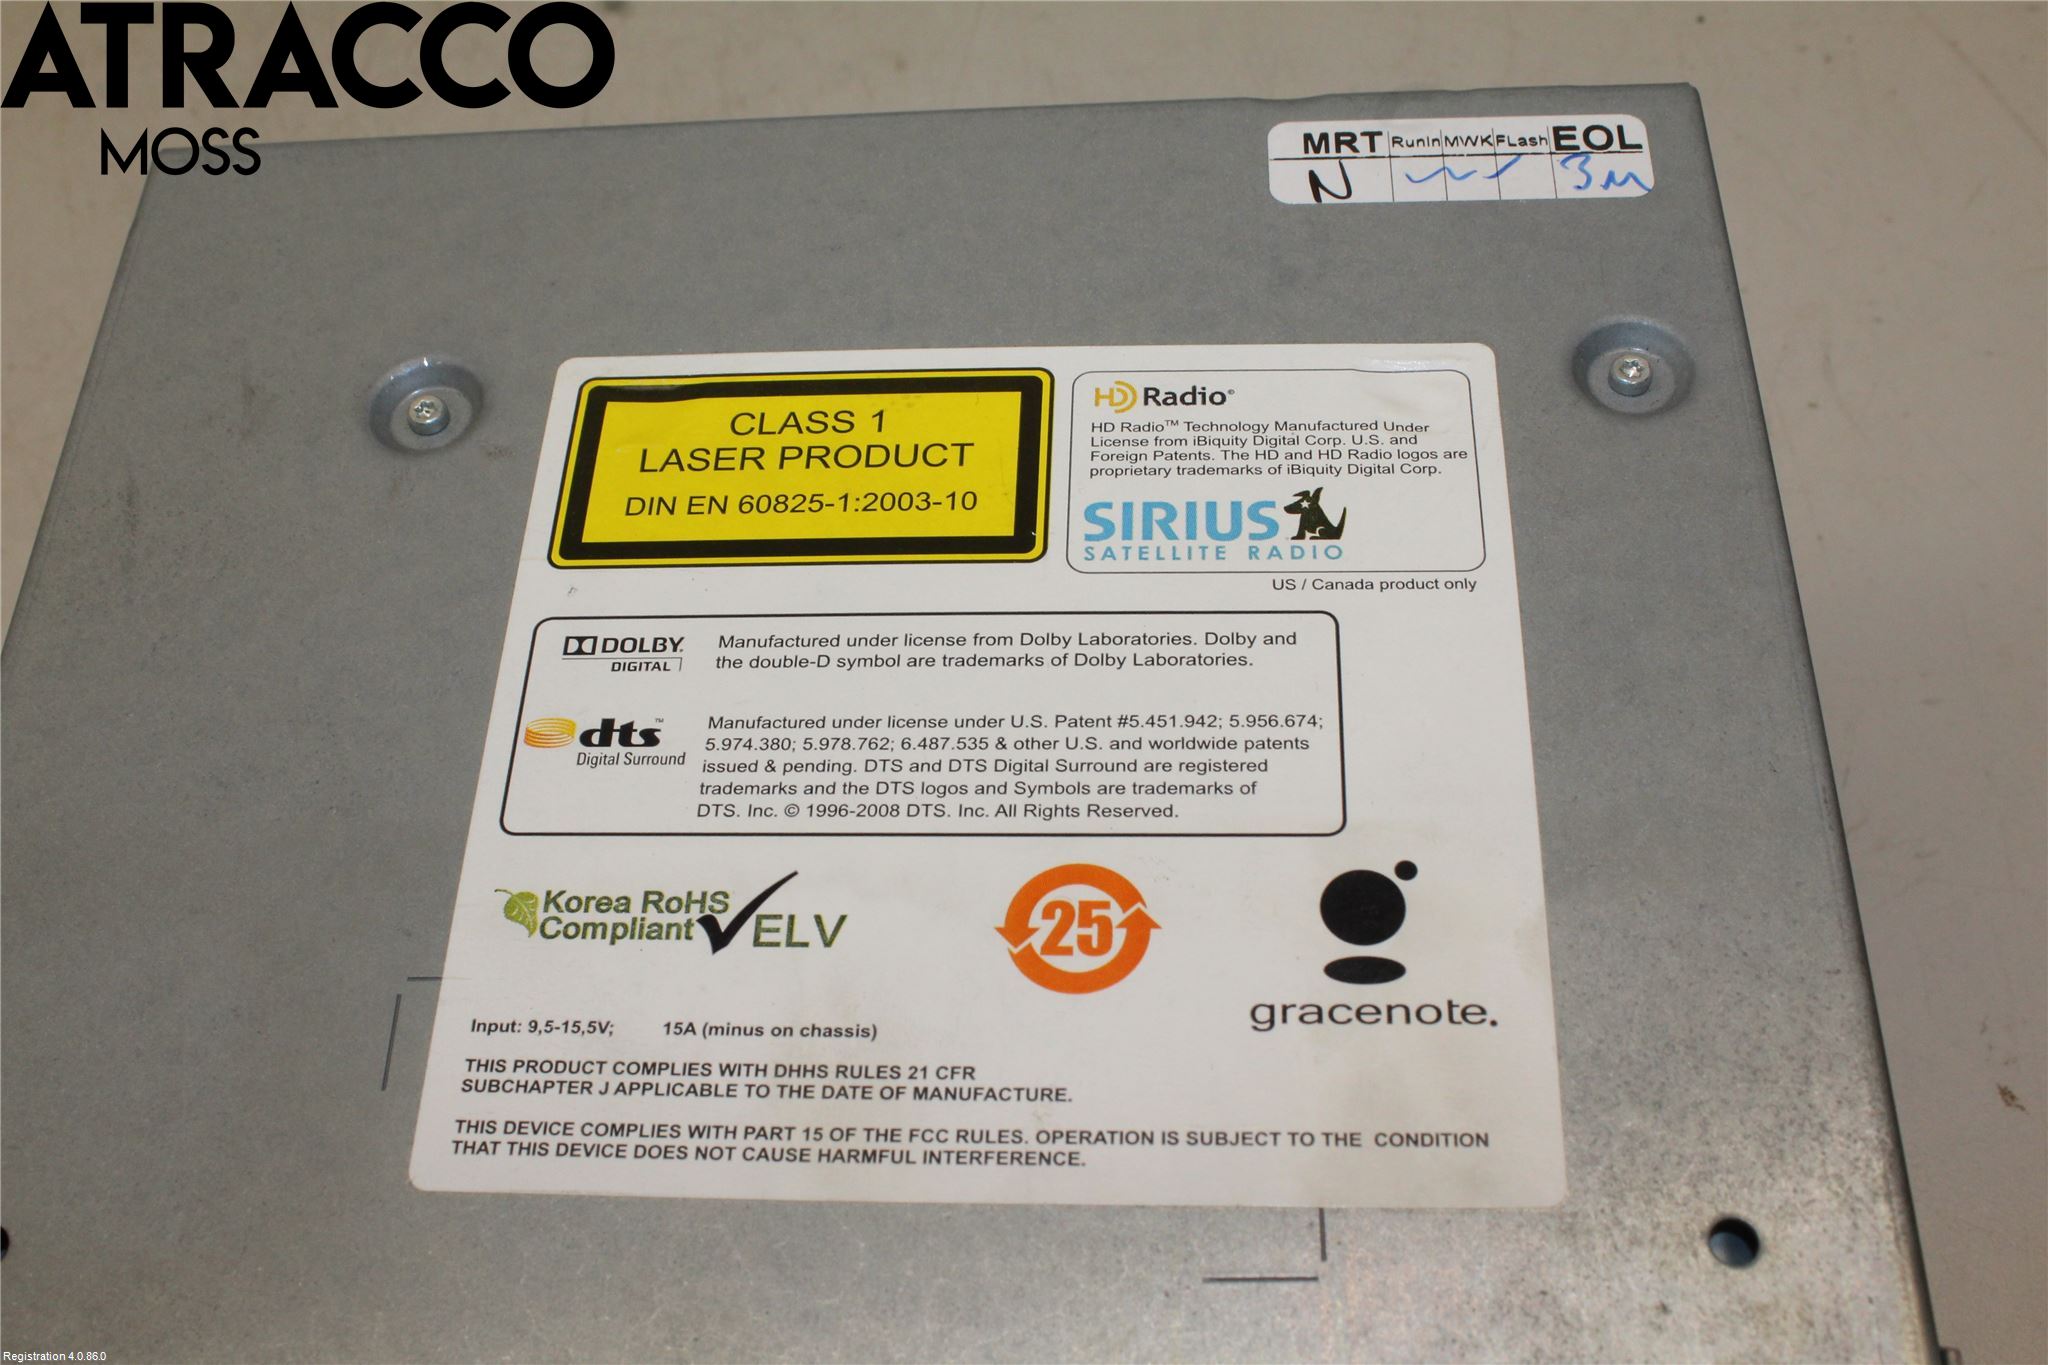 ATRACCO
MOSS
MRT RunIn MWK FLash EOL
N 3M
CLASS 1
LASER PRODUCT
DIN EN 60825-1:2003-10
HD Radio®
HD Radio™ Technology Manufactured Under
License from iBiquity Digital Corp. U.S. and
Foreign Patents. The HD and HD Radio logos are
proprietary trademarks of iBiquity Digital Corp.
SIRIUS
SATELLITE RADIO
US / Canada product only
DOLBY.
DIGITAL
Manufactured under license from Dolby Laboratories. Dolby and
the double-D symbol are trademarks of Dolby Laboratories.
dts™
Digital Surround
Manufactured under license under U.S. Patent #5.451.942; 5.956.674;
5.974.380; 5.978.762; 6.487.535 & other U.S. and worldwide patents
issued & pending. DTS and DTS Digital Surround are registered
trademarks and the DTS logos and Symbols are trademarks of
DTS. Inc. © 1996-2008 DTS. Inc. All Rights Reserved.
Korea RoHS
Compliant
ELV
25
gracenote.
Input: 9,5-15,5V; 15A (minus on chassis)
THIS PRODUCT COMPLIES WITH DHHS RULES 21 CFR
SUBCHAPTER J APPLICABLE TO THE DATE OF MANUFACTURE.
THIS DEVICE COMPLIES WITH PART 15 OF THE FCC RULES. OPERATION IS SUBJECT TO THE CONDITION
THAT THIS DEVICE DOES NOT CAUSE HARMFUL INTERFERENCE.
Registration 4.0.86.0